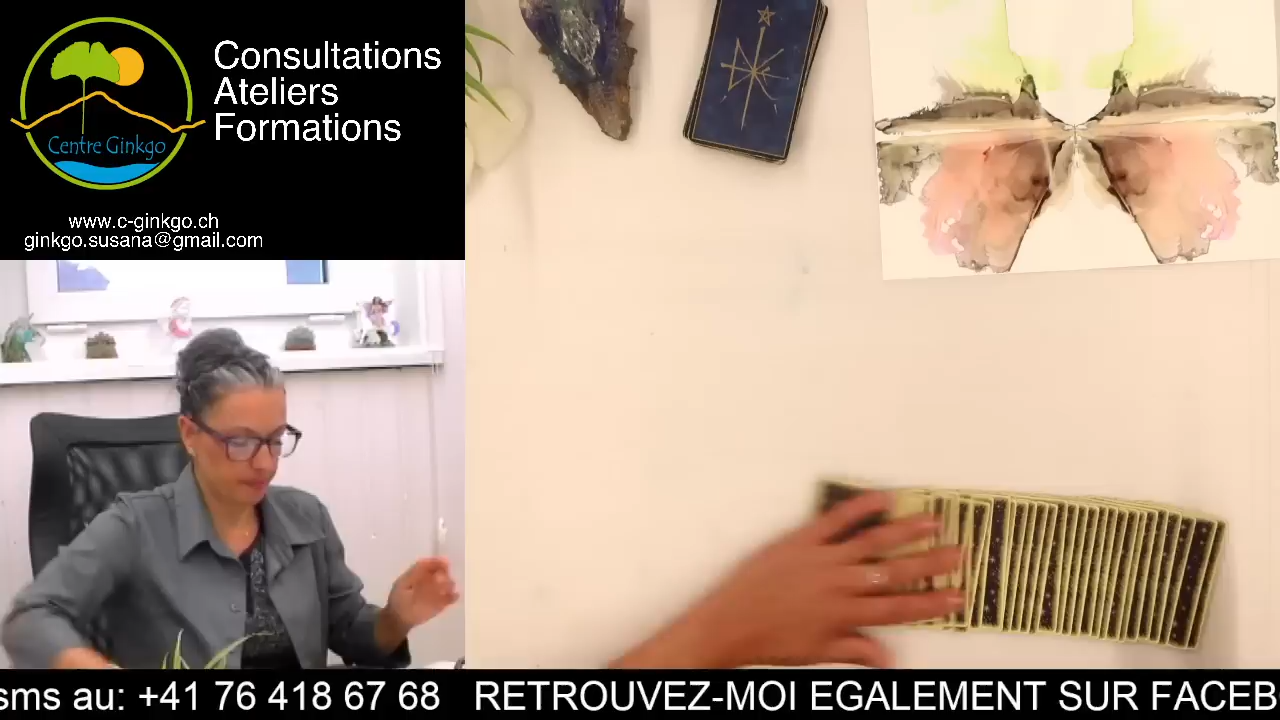 Consultations
Ateliers
Formations
Centre Ginkgo
www.c-ginkgo.ch
ginkgo.susana@gmail.com
sms au: +41 76 418 67 68 RETROUVEZ-MOI EGALEMENT SUR FACEB